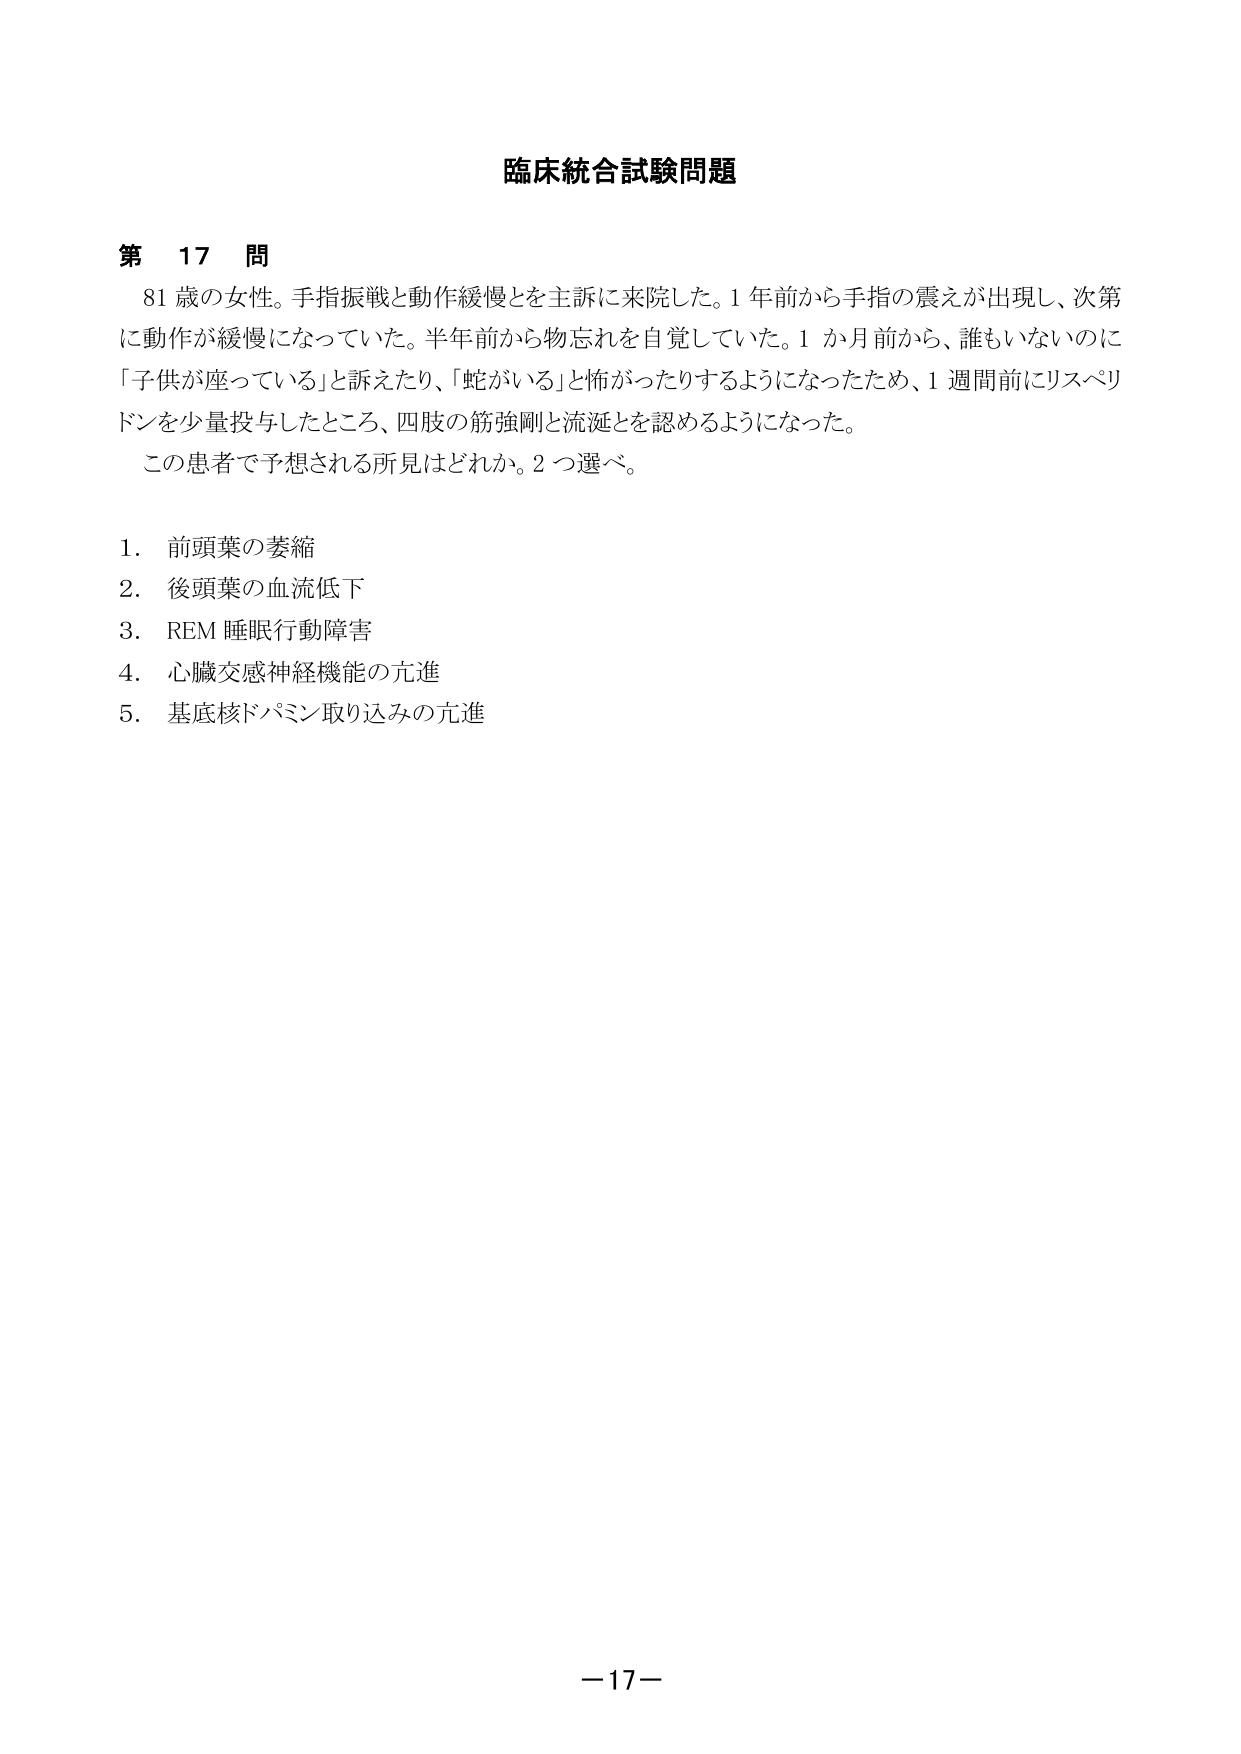 臨床統合試験問題
第 17 問
81 歳の女性。手指振戦と動作緩慢とを主訴に来院した。1 年前から手指の震えが出現し、次第
に動作が緩慢になっていた。半年前から物忘れを自覚していた。1 か月前から、誰もいないのに
「子供が座っている」と訴えたり、「蛇がいる」と怖がったりするようになったため、1 週間前にリスペリ
ドンを少量投与したところ、四肢の筋強剛と流涎とを認めるようになった。
この患者で予想される所見はどれか。2 つ選べ。
1. 前頭葉の萎縮
2. 後頭葉の血流低下
3. REM 睡眠行動障害
4. 心臓交感神経機能の亢進
5. 基底核ドパミン取り込みの亢進
－17－